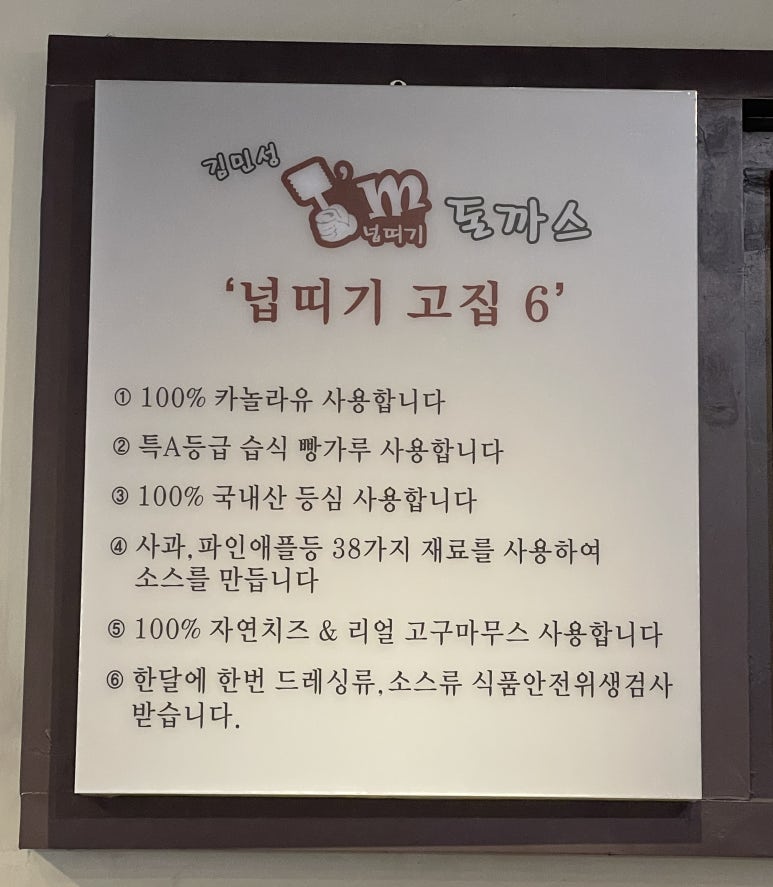 김민성 I'm 넙띠기 돈까스
‘넙띠기 고집 6’
① 100% 카놀라유 사용합니다
② 특A등급 습식 빵가루 사용합니다
③ 100% 국내산 등심 사용합니다
④ 사과,파인애플등 38가지 재료를 사용하여
소스를 만듭니다
⑤ 100% 자연치즈 & 리얼 고구마무스 사용합니다
⑥ 한달에 한번 드레싱류,소스류 식품안전위생검사
받습니다.